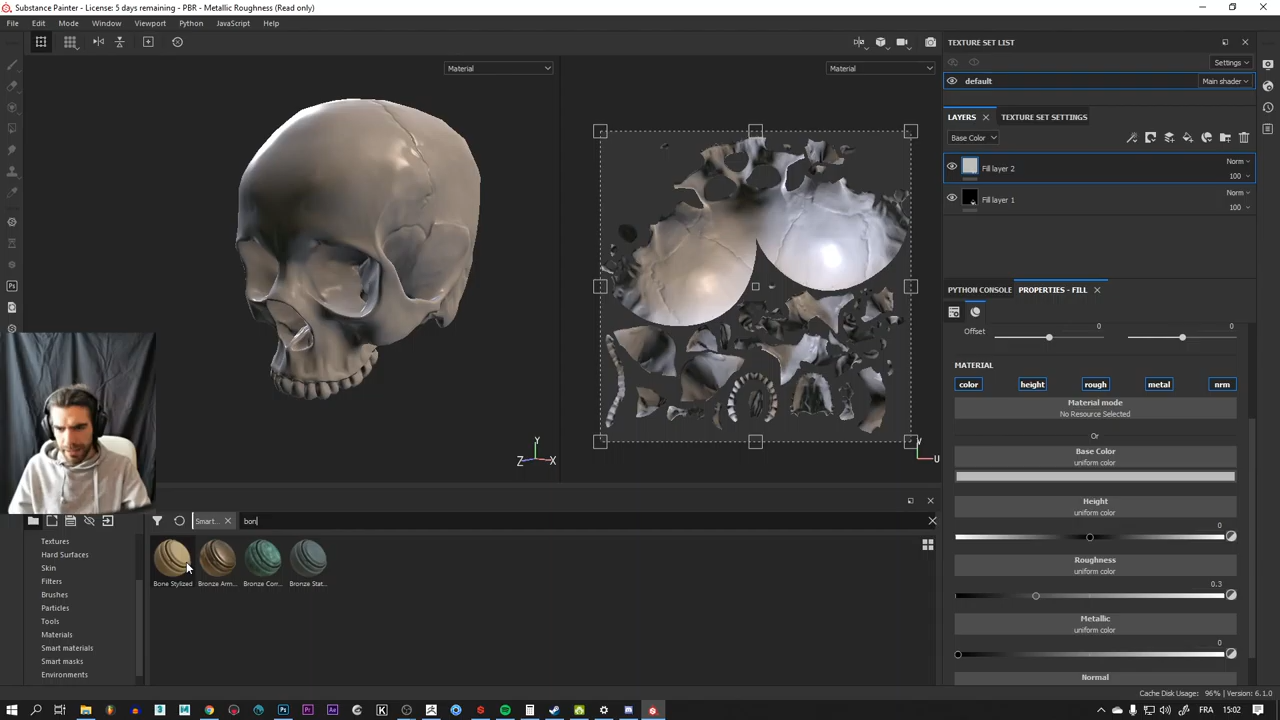 Substance Painter - License: 5 days remaining - PBR - Metallic Roughness (Read only)
File Edit Mode Window Viewport Python JavaScript Help
Material
Material
TEXTURE SET LIST
Settings
default
Main shader
LAYERS
TEXTURE SET SETTINGS
Base Color
Fill layer 2
Norm
100
Fill layer 1
Norm
100
PYTHON CONSOLE
PROPERTIES - FILL
Offset
0
0
MATERIAL
color
height
rough
metal
nrm
Material mode
No Resource Selected
Or
Base Color
uniform color
Height
uniform color
0
Roughness
uniform color
0.3
Metallic
uniform color
0
Normal
Y
Z
X
V
U
Ps
Smart...
bon
Textures
Hard Surfaces
Skin
Filters
Brushes
Particles
Tools
Materials
Smart materials
Smart masks
Environments
Bone Stylized
Bronze Arm...
Bronze Corr...
Bronze Stat...
Cache Disk Usage: 96% | Version: 6.1.0
FRA
15:02